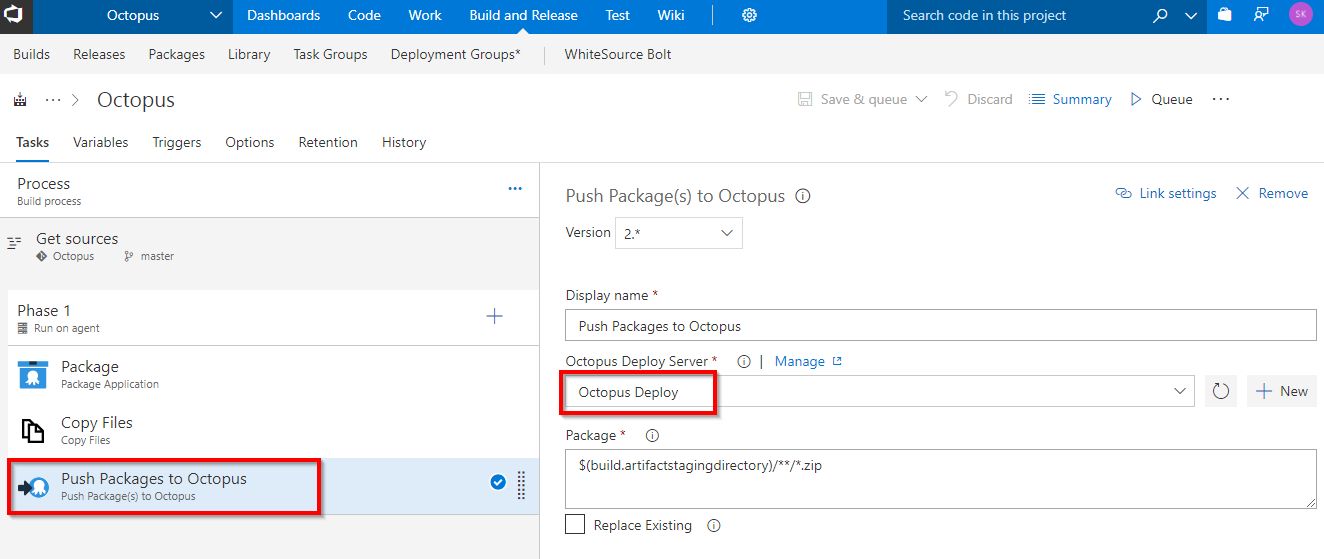 Octopus Dashboards Code Work Build and Release Test Wiki Search code in this project SK
Builds Releases Packages Library Task Groups Deployment Groups* WhiteSource Bolt
··· Octopus Save & queue Discard Summary Queue ···
Tasks Variables Triggers Options Retention History
Process ···
Build process
Get sources
Octopus master
Phase 1
Run on agent
Package
Package Application
Copy Files
Copy Files
Push Packages to Octopus
Push Package(s) to Octopus
Push Package(s) to Octopus Link settings Remove
Version 2.*
Display name *
Push Packages to Octopus
Octopus Deploy Server * | Manage
Octopus Deploy New
Package *
$(build.artifactstagingdirectory)/**/*.zip
Replace Existing